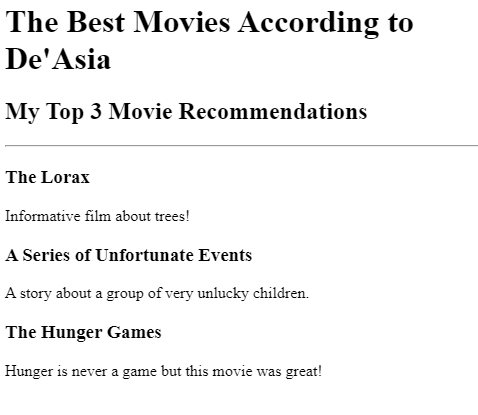 The Best Movies According to
De'Asia
My Top 3 Movie Recommendations
The Lorax
Informative film about trees!
A Series of Unfortunate Events
A story about a group of very unlucky children.
The Hunger Games
Hunger is never a game but this movie was great!